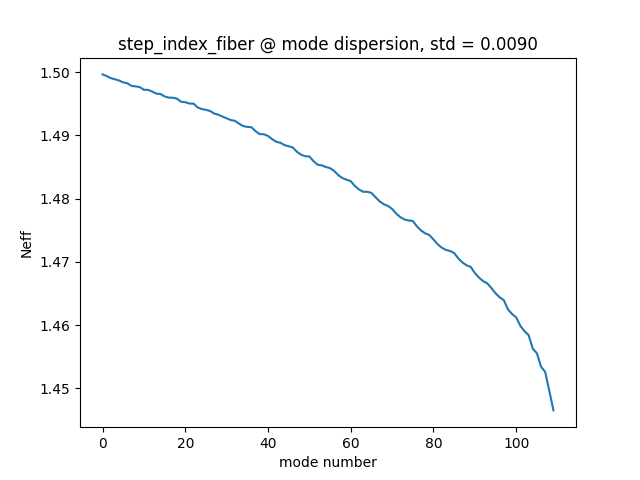 step_index_fiber @ mode dispersion, std = 0.0090
1.50
1.49
1.48
1.47
1.46
1.45
Neff
0 20 40 60 80 100
mode number